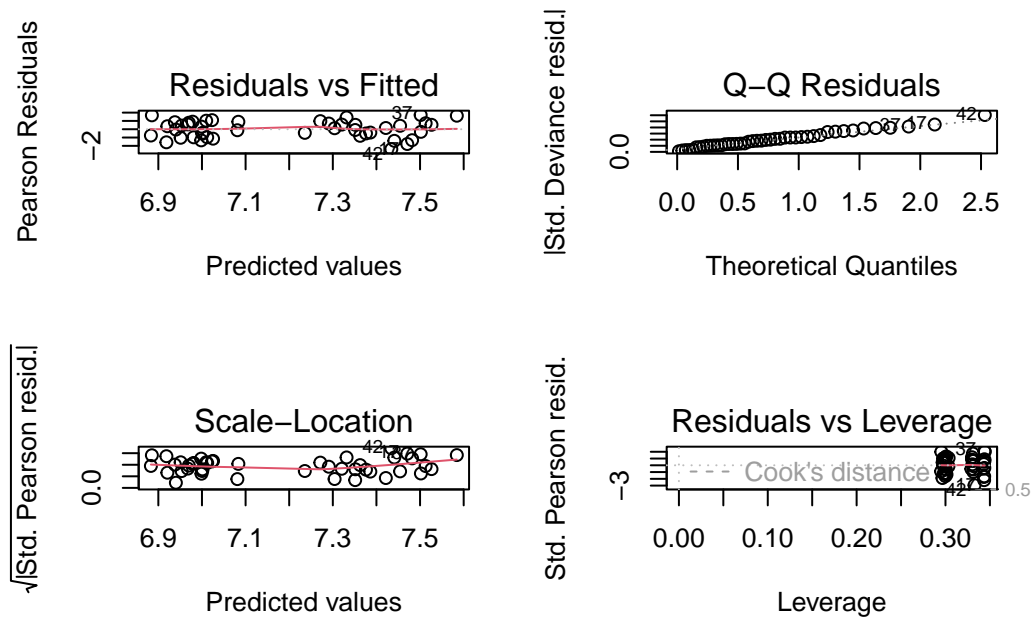 Residuals vs Fitted
Pearson Residuals
−2
37
17
42
6.9 7.1 7.3 7.5
Predicted values
Q−Q Residuals
|Std. Deviance resid.|
0.0
37 17 42
0.0 0.5 1.0 1.5 2.0 2.5
Theoretical Quantiles
Scale−Location
√|Std. Pearson resid.|
0.0
42
17
6.9 7.1 7.3 7.5
Predicted values
Residuals vs Leverage
Std. Pearson resid.
−3
37
Cook's distance
17
42
0.5
0.00 0.10 0.20 0.30
Leverage